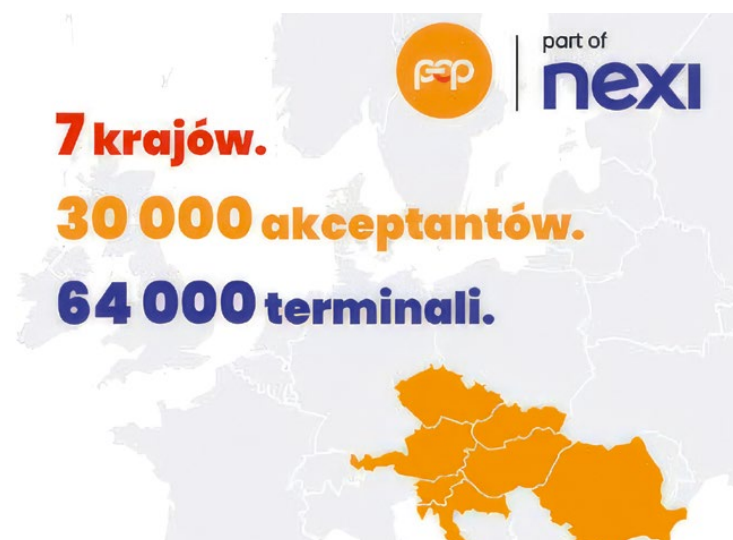 pep
part of
nexi
7 krajów.
30 000 akceptantów.
64 000 terminali.